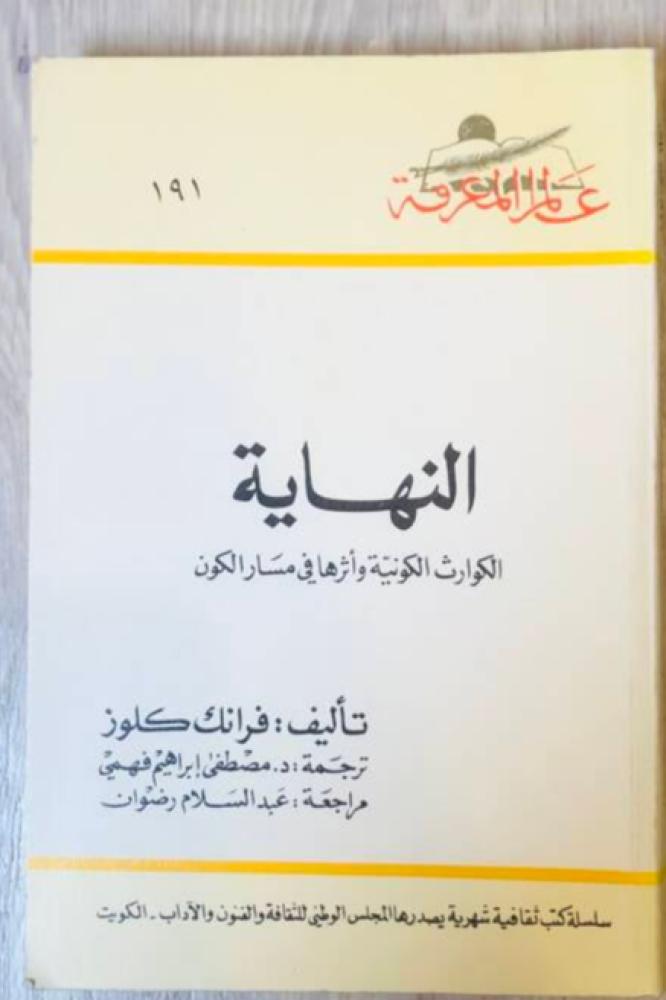 عالم المعرفة
١٩١
النهاية
الكوارث الكونية وأثرها في مسار الكون
تأليف: فرانك كلوز
ترجمة: د. مصطفى إبراهيم فهمي
مراجعة: عبد السلام رضوان
سلسلة كتب ثقافية شهرية يصدرها المجلس الوطني للثقافة والفنون والآداب - الكويت